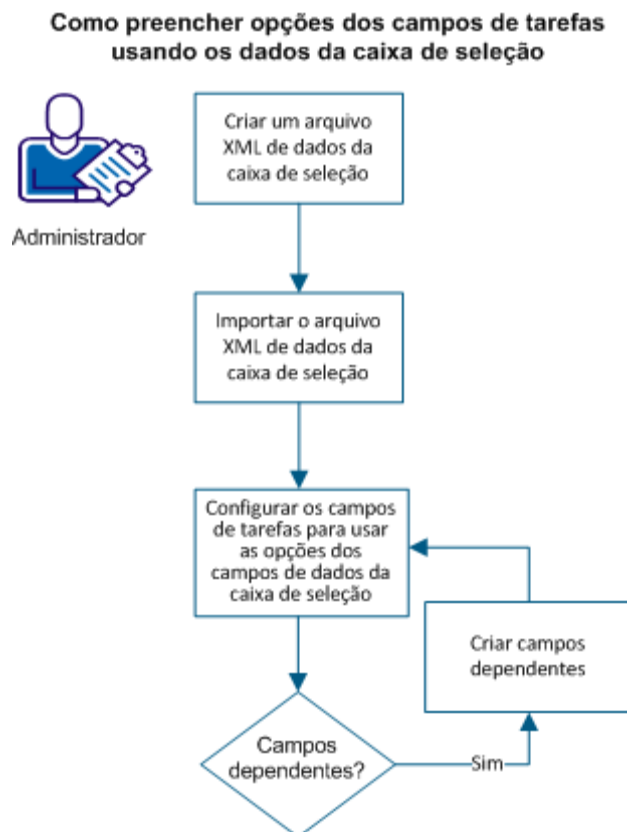 Como preencher opções dos campos de tarefas
usando os dados da caixa de seleção
Administrador
Criar um arquivo
XML de dados da
caixa de seleção
Importar o arquivo
XML de dados da
caixa de seleção
Configurar os campos
de tarefas para usar
as opções dos
campos de dados da
caixa de seleção
Criar campos
dependentes
Campos
dependentes?
Sim